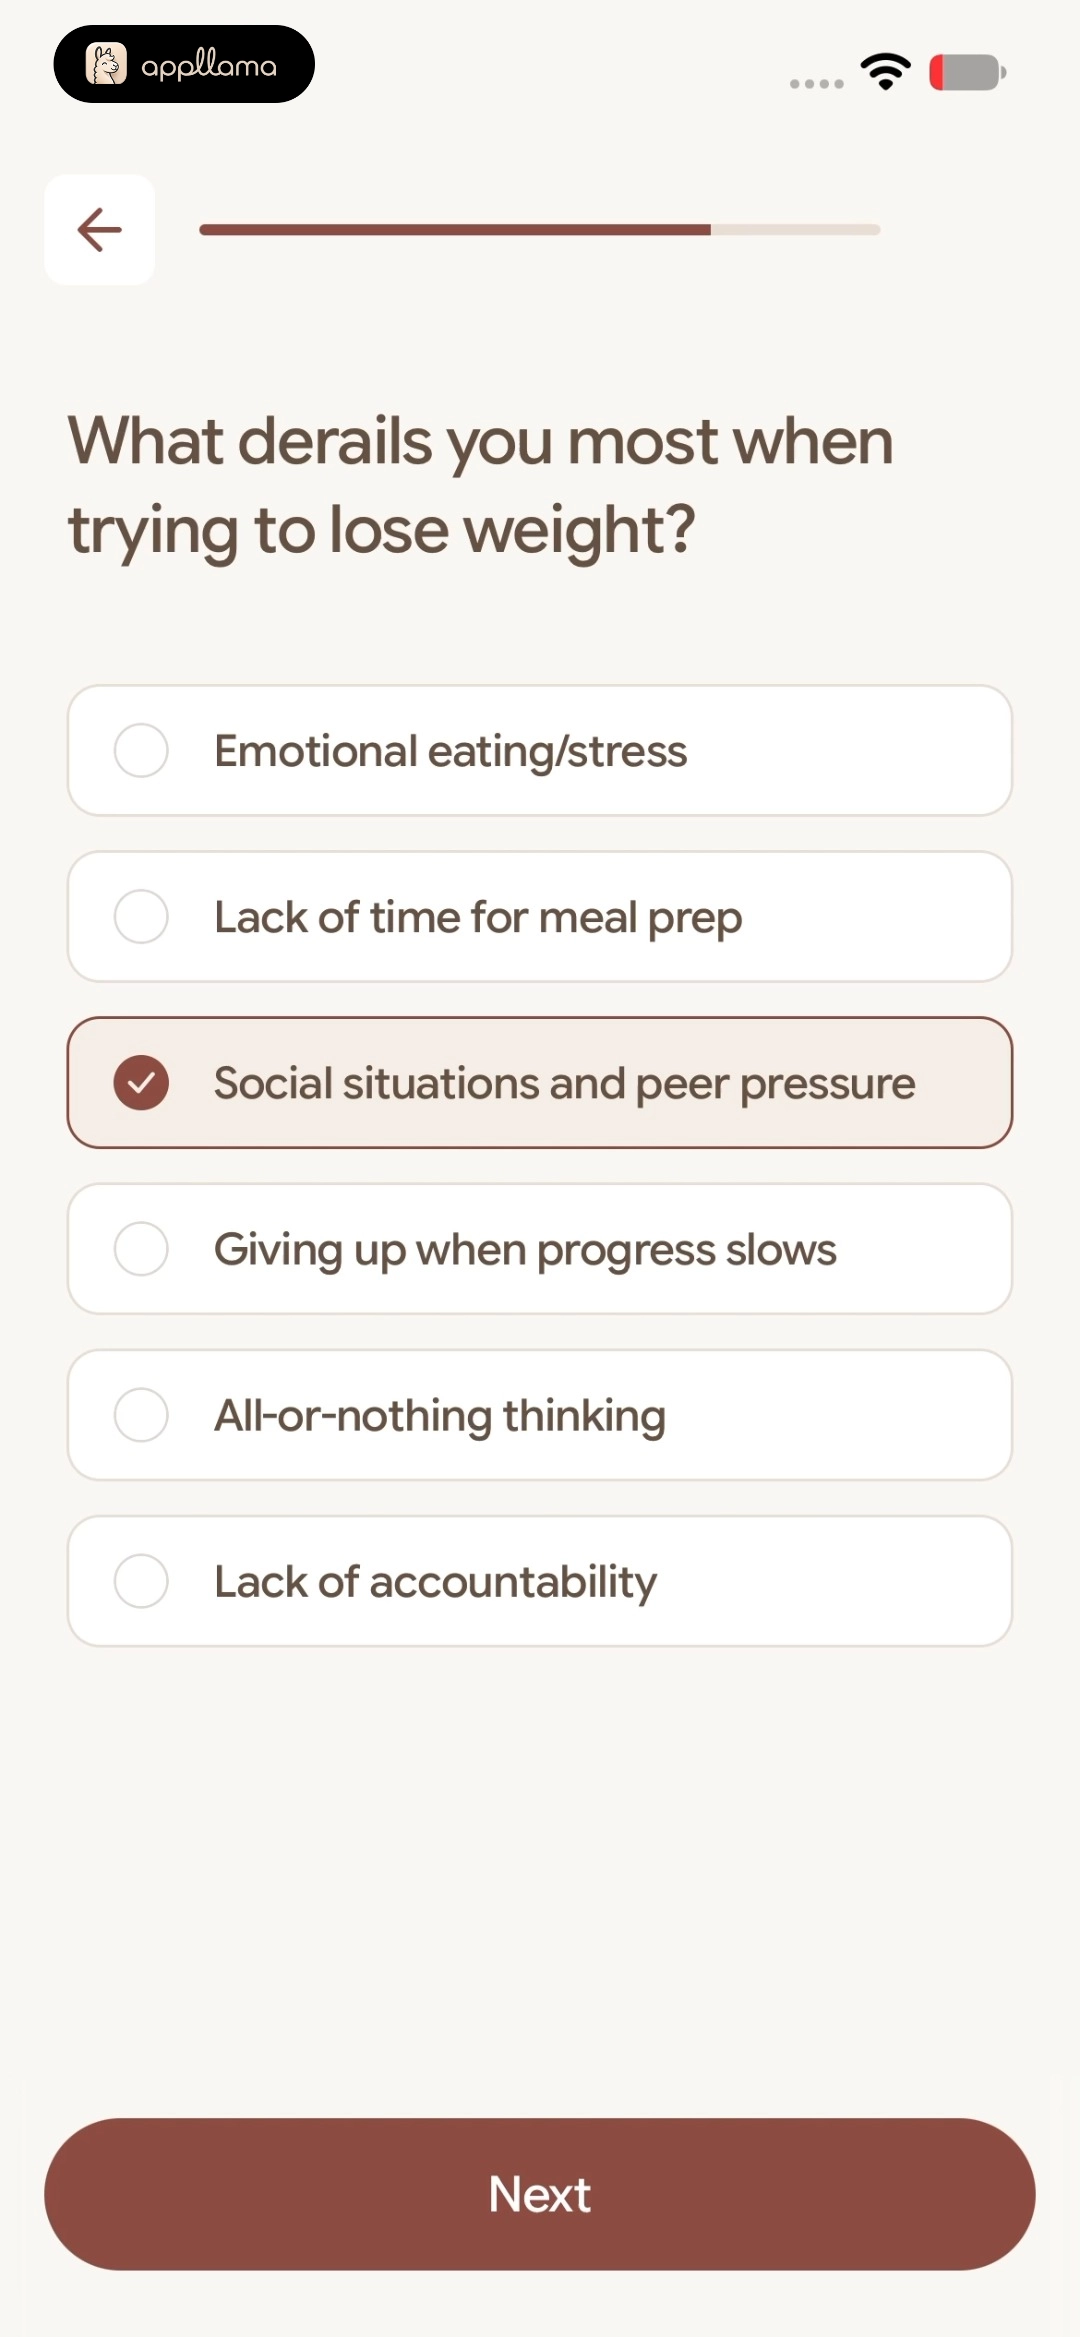 appllama
What derails you most when
trying to lose weight?
Emotional eating/stress
Lack of time for meal prep
Social situations and peer pressure
Giving up when progress slows
All-or-nothing thinking
Lack of accountability
Next